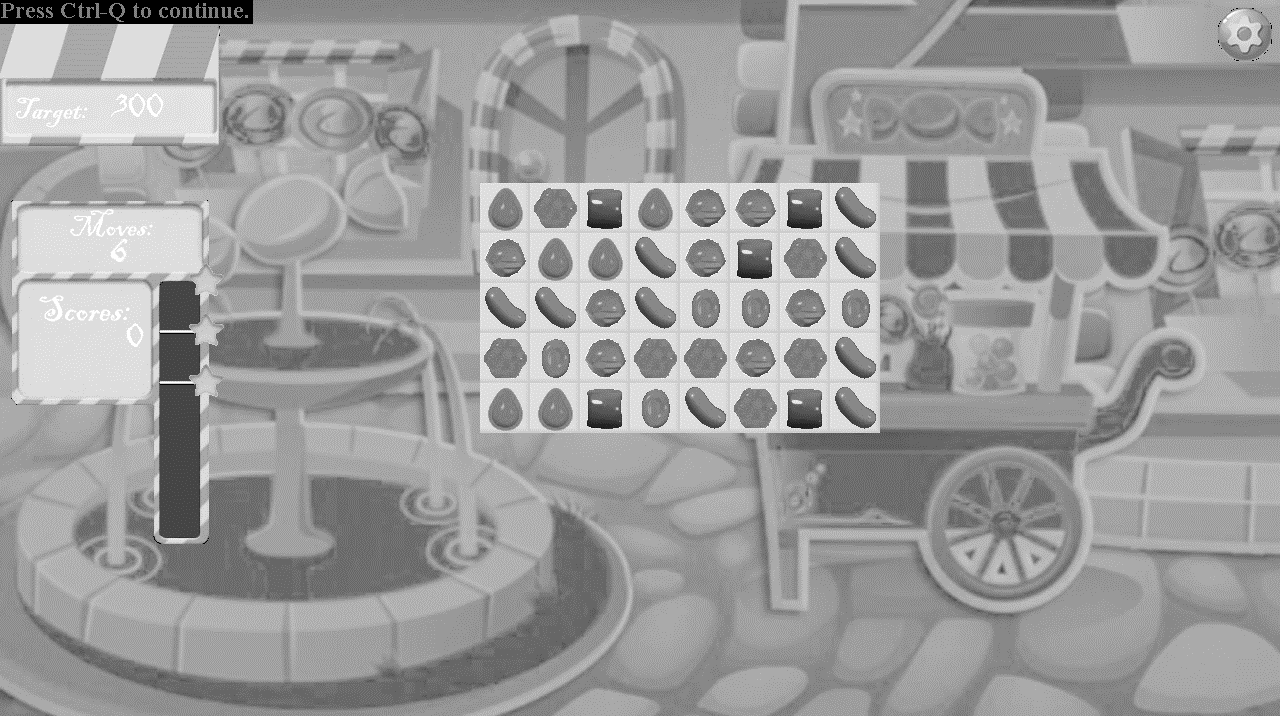 Press Ctrl-Q to continue.
Target: 300
Moves:
6
Scores:
0